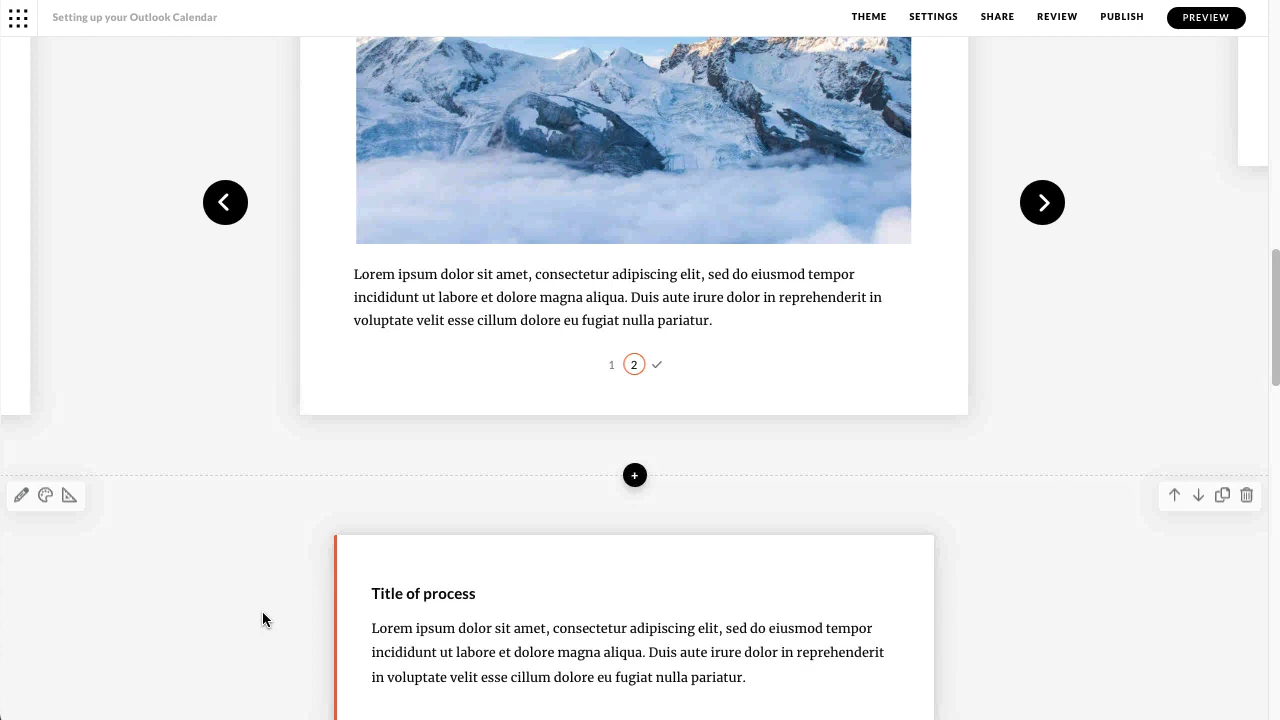 Setting up your Outlook Calendar
THEME SETTINGS SHARE REVIEW PUBLISH PREVIEW
Lorem ipsum dolor sit amet, consectetur adipiscing elit, sed do eiusmod tempor
incididunt ut labore et dolore magna aliqua. Duis aute irure dolor in reprehenderit in
voluptate velit esse cillum dolore eu fugiat nulla pariatur.
1 2
Title of process
Lorem ipsum dolor sit amet, consectetur adipiscing elit, sed do eiusmod tempor
incididunt ut labore et dolore magna aliqua. Duis aute irure dolor in reprehenderit
in voluptate velit esse cillum dolore eu fugiat nulla pariatur.